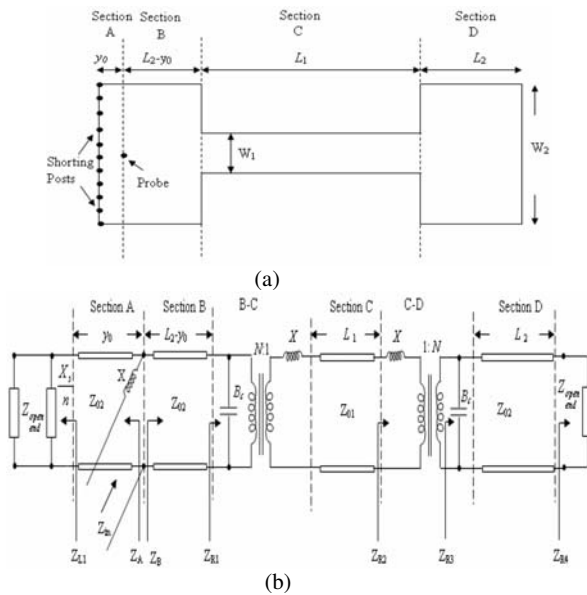 Section A
Section B
Section C
Section D
y0
L2-y0
L1
L2
W1
W2
Shorting Posts
Probe
(a)
Section A
Section B
B-C
Section C
C-D
Section D
y0
L2-y0
N:1
X
L1
X
1:N
L2
Zopen end
Xs
n
Z02
X
Z02
Bc
Z01
Bc
Z02
Zopen end
Zin
ZL1
ZA
ZB
ZR1
ZR2
ZR3
ZR4
(b)